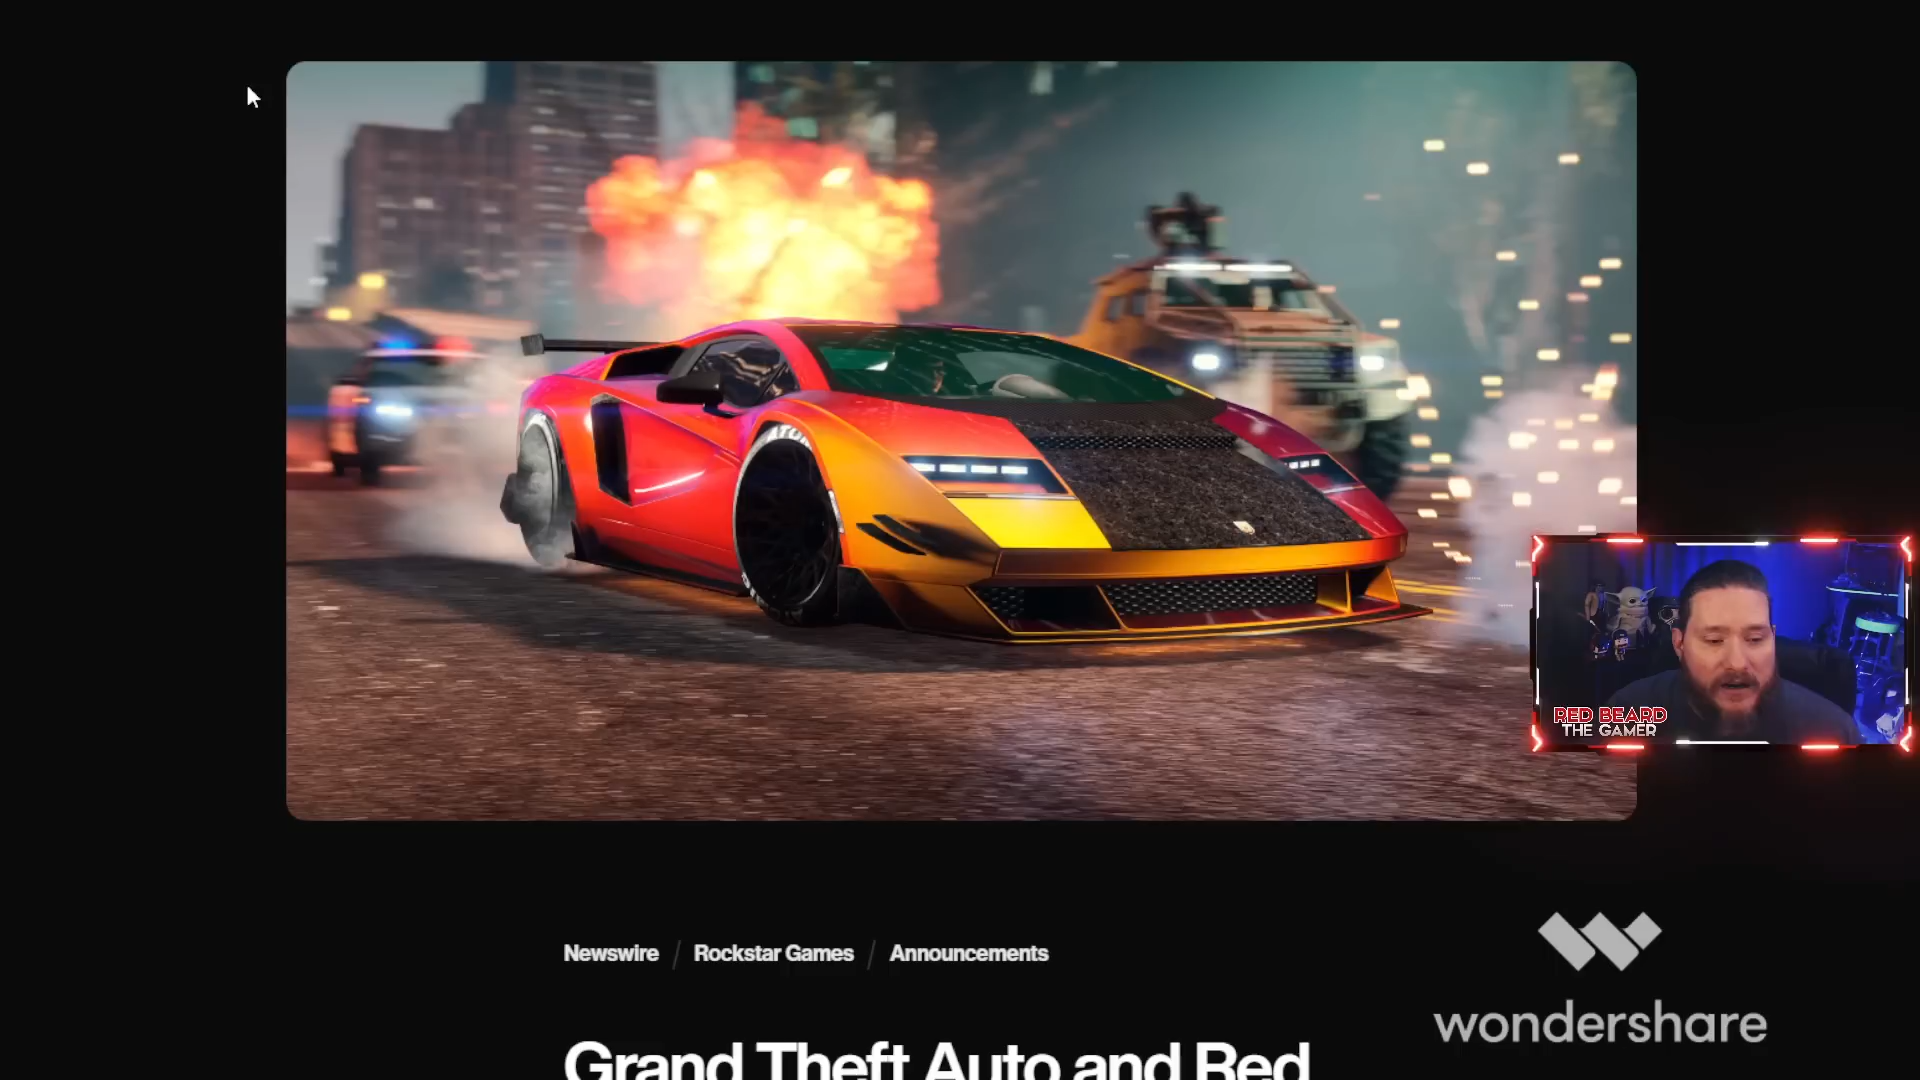 RED BEARD
THE GAMER
Newswire / Rockstar Games / Announcements
wondershare
Grand Theft Auto and Red